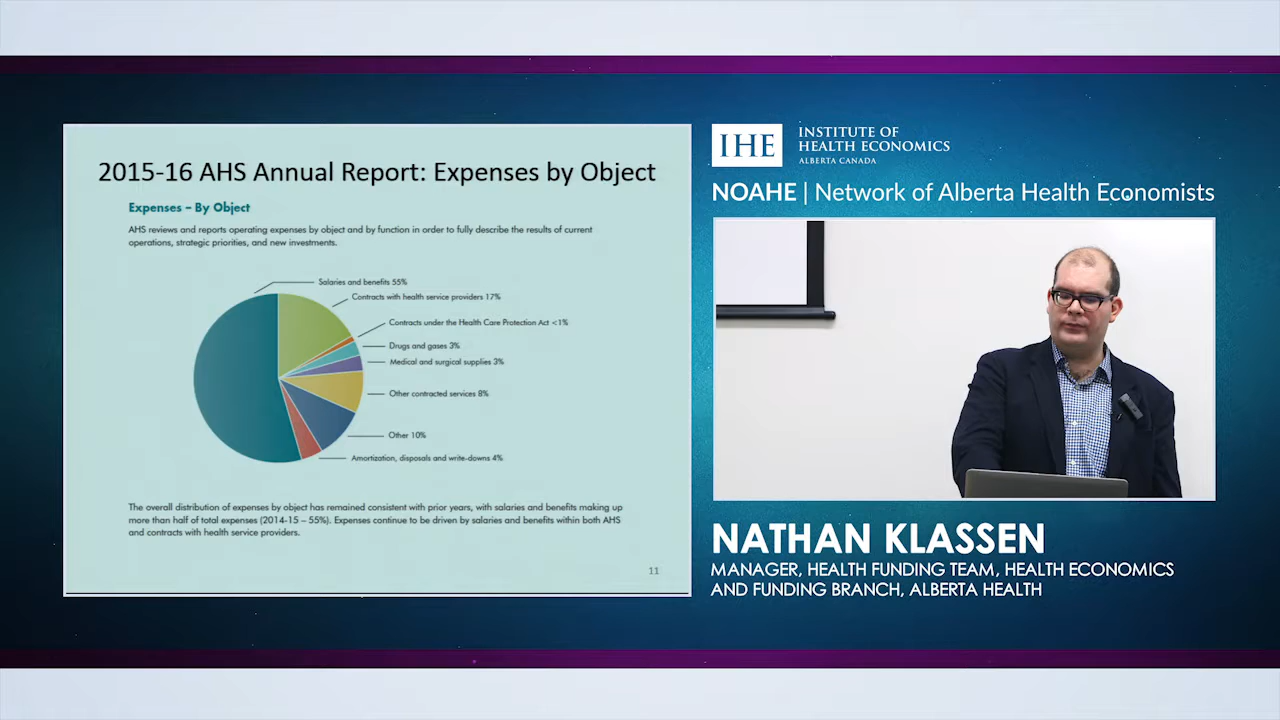 2015-16 AHS Annual Report: Expenses by Object
Expenses – By Object
AHS reviews and reports operating expenses by object and by function in order to fully describe the results of current
operations, strategic priorities, and new investments.
Salaries and benefits 55%
Contracts with health service providers 17%
Contracts under the Health Care Protection Act <1%
Drugs and gases 3%
Medical and surgical supplies 3%
Other contracted services 8%
Other 10%
Amortization, disposals and write-downs 4%
The overall distribution of expenses by object has remained consistent with prior years, with salaries and benefits making up
more than half of total expenses (2014-15 – 55%). Expenses continue to be driven by salaries and benefits within both AHS
and contracts with health service providers.
11
IHE
INSTITUTE OF
HEALTH ECONOMICS
ALBERTA CANADA
NOAHE | Network of Alberta Health Economists
NATHAN KLASSEN
MANAGER, HEALTH FUNDING TEAM, HEALTH ECONOMICS
AND FUNDING BRANCH, ALBERTA HEALTH